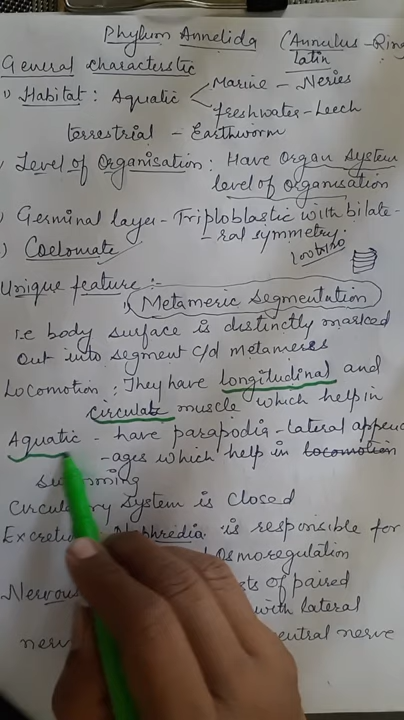 Phylum Annelida (Annulus - Ring
Latin
General characterstic
1) Habitat : Aquatic
Marine - Neries
Freshwater - Leech
terrestrial - Earthworm
Level of Organisation : Have Organ System
level of organisation
) Germinal layer - Triploblastic with bilate-
-ral symmetry.
) Coelomate
Unique feature :-
Metameric Segmentation
i.e body surface is distinctly marked
out into segment c/d metameres
Locomotion : They have longitudinal and
circulate muscle which help in
Aquatic - have parapodia - lateral append
-ages which help in locomotion
swimming
Circulatory System is closed
Excretion Nephredia is responsible for
Osmoregulation
Nervous of paired
with lateral
nerv nerve